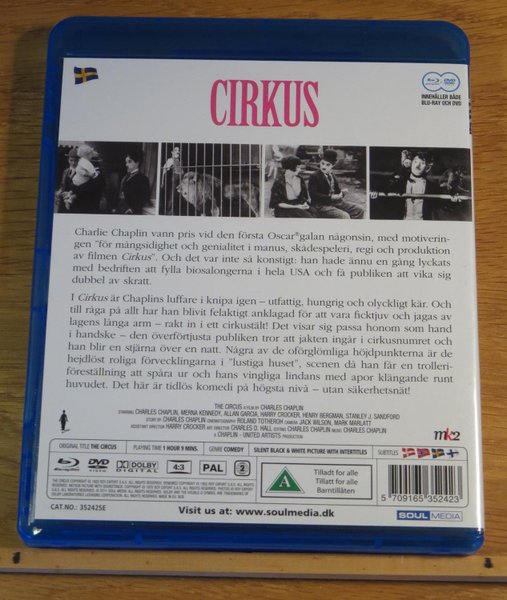 CIRKUS
INNEHÅLLER BÅDE
BLU-RAY OCH DVD
Charlie Chaplin vann pris vid den första Oscar®galan någonsin, med motiverin-
gen "för mångsidighet och genialitet i manus, skådespeleri, regi och produktion
av filmen Cirkus". Och det var inte så konstigt: han hade ännu en gång lyckats
med bedriften att fylla biosalongerna i hela USA och få publiken att vika sig
dubbel av skratt.
I Cirkus är Chaplins luffare i knipa igen – utfattig, hungrig och olyckligt kär. Och
till råga på allt har han blivit felaktigt anklagad för att vara ficktjuv och jagas av
lagens långa arm – rakt in i ett cirkustält! Det visar sig passa honom som hand
i handske – den överförtjusta publiken tror att jakten ingår i cirkusnumret och
han blir en stjärna över en natt. Några av de oförglömliga höjdpunkterna är de
hejdlöst roliga förvecklingarna i "lustiga huset", scenen då han får en trolleri-
föreställning att spåra ur och hans vingliga lindans med apor klängande runt
huvudet. Det här är tidlös komedi på högsta nivå – utan säkerhetsnät!
THE CIRCUS A FILM BY CHARLES CHAPLIN
STARRING CHARLES CHAPLIN, MERNA KENNEDY, ALLAN GARCIA, HARRY CROCKER, HENRY BERGMAN, STANLEY J. SANDFORD
STORY BY CHARLES CHAPLIN CINEMATOGRAPHY ROLAND TOTHEROH CAMERA JACK WILSON, MARK MARLATT
ASSISTANT DIRECTOR HARRY CROCKER ART DIRECTOR CHARLES D. HALL EDITING CHARLES CHAPLIN MUSIC CHARLES CHAPLIN
A CHAPLIN - UNITED ARTISTS PRODUCTION
mk2
ORIGINAL TITLE THE CIRCUS
PLAYING TIME 1 HOUR 9 MINS.
GENRE COMEDY
SILENT BLACK & WHITE PICTURE WITH INTERTITLES
SUBTITLES
DVD
DOLBY
DIGITAL
4:3
PAL
2
A
Tilladt for alle
Tillatt for alle
Barntillåten
5 709165 352423
CAT.NO.: 352425E
Visit us at: www.soulmedia.dk
SOUL MEDIA